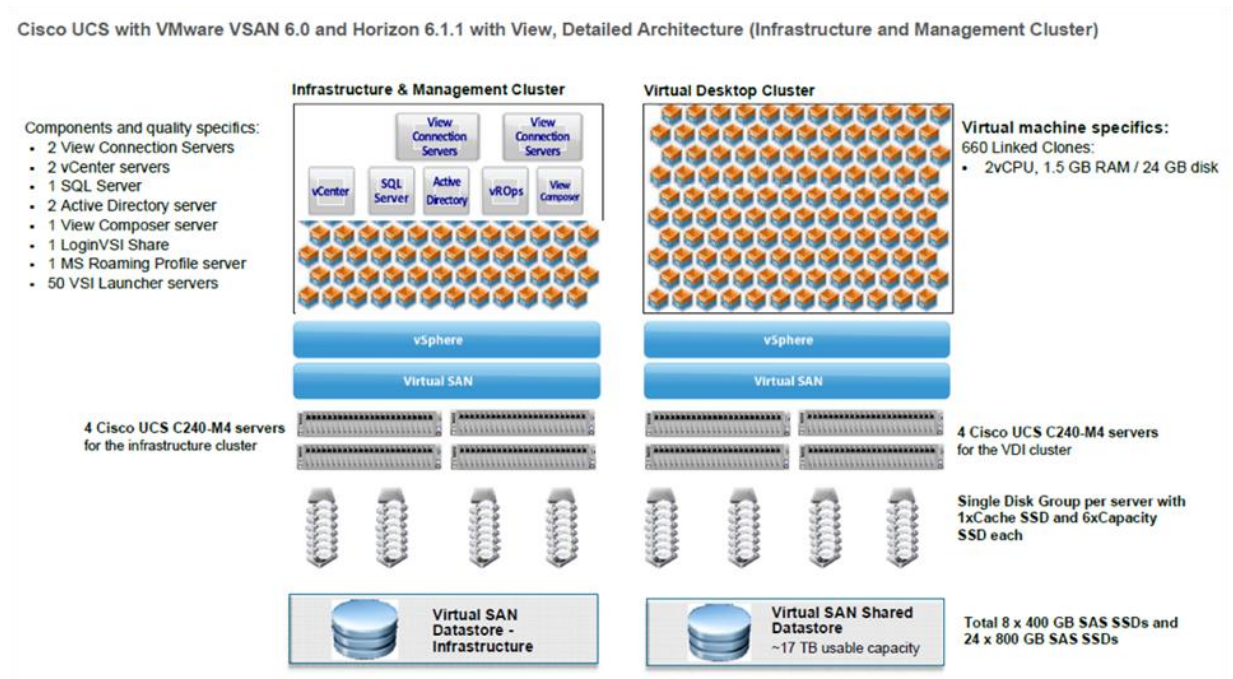 Cisco UCS with VMware VSAN 6.0 and Horizon 6.1.1 with View, Detailed Architecture (Infrastructure and Management Cluster)
Infrastructure & Management Cluster
Virtual Desktop Cluster
Components and quality specifics:
• 2 View Connection Servers
• 2 vCenter servers
• 1 SQL Server
• 2 Active Directory server
• 1 View Composer server
• 1 LoginVSI Share
• 1 MS Roaming Profile server
• 50 VSI Launcher servers
View
Connection
Servers
View
Connection
Servers
vCenter
SQL
Server
Active
Directory
vROps
View
Composer
Virtual machine specifics:
660 Linked Clones:
• 2vCPU, 1.5 GB RAM / 24 GB disk
vSphere
vSphere
Virtual SAN
Virtual SAN
4 Cisco UCS C240-M4 servers
for the infrastructure cluster
4 Cisco UCS C240-M4 servers
for the VDI cluster
Single Disk Group per server with
1xCache SSD and 6xCapacity
SSD each
Virtual SAN
Datastore -
Infrastructure
Virtual SAN Shared
Datastore
~17 TB usable capacity
Total 8 x 400 GB SAS SSDs and
24 x 800 GB SAS SSDs